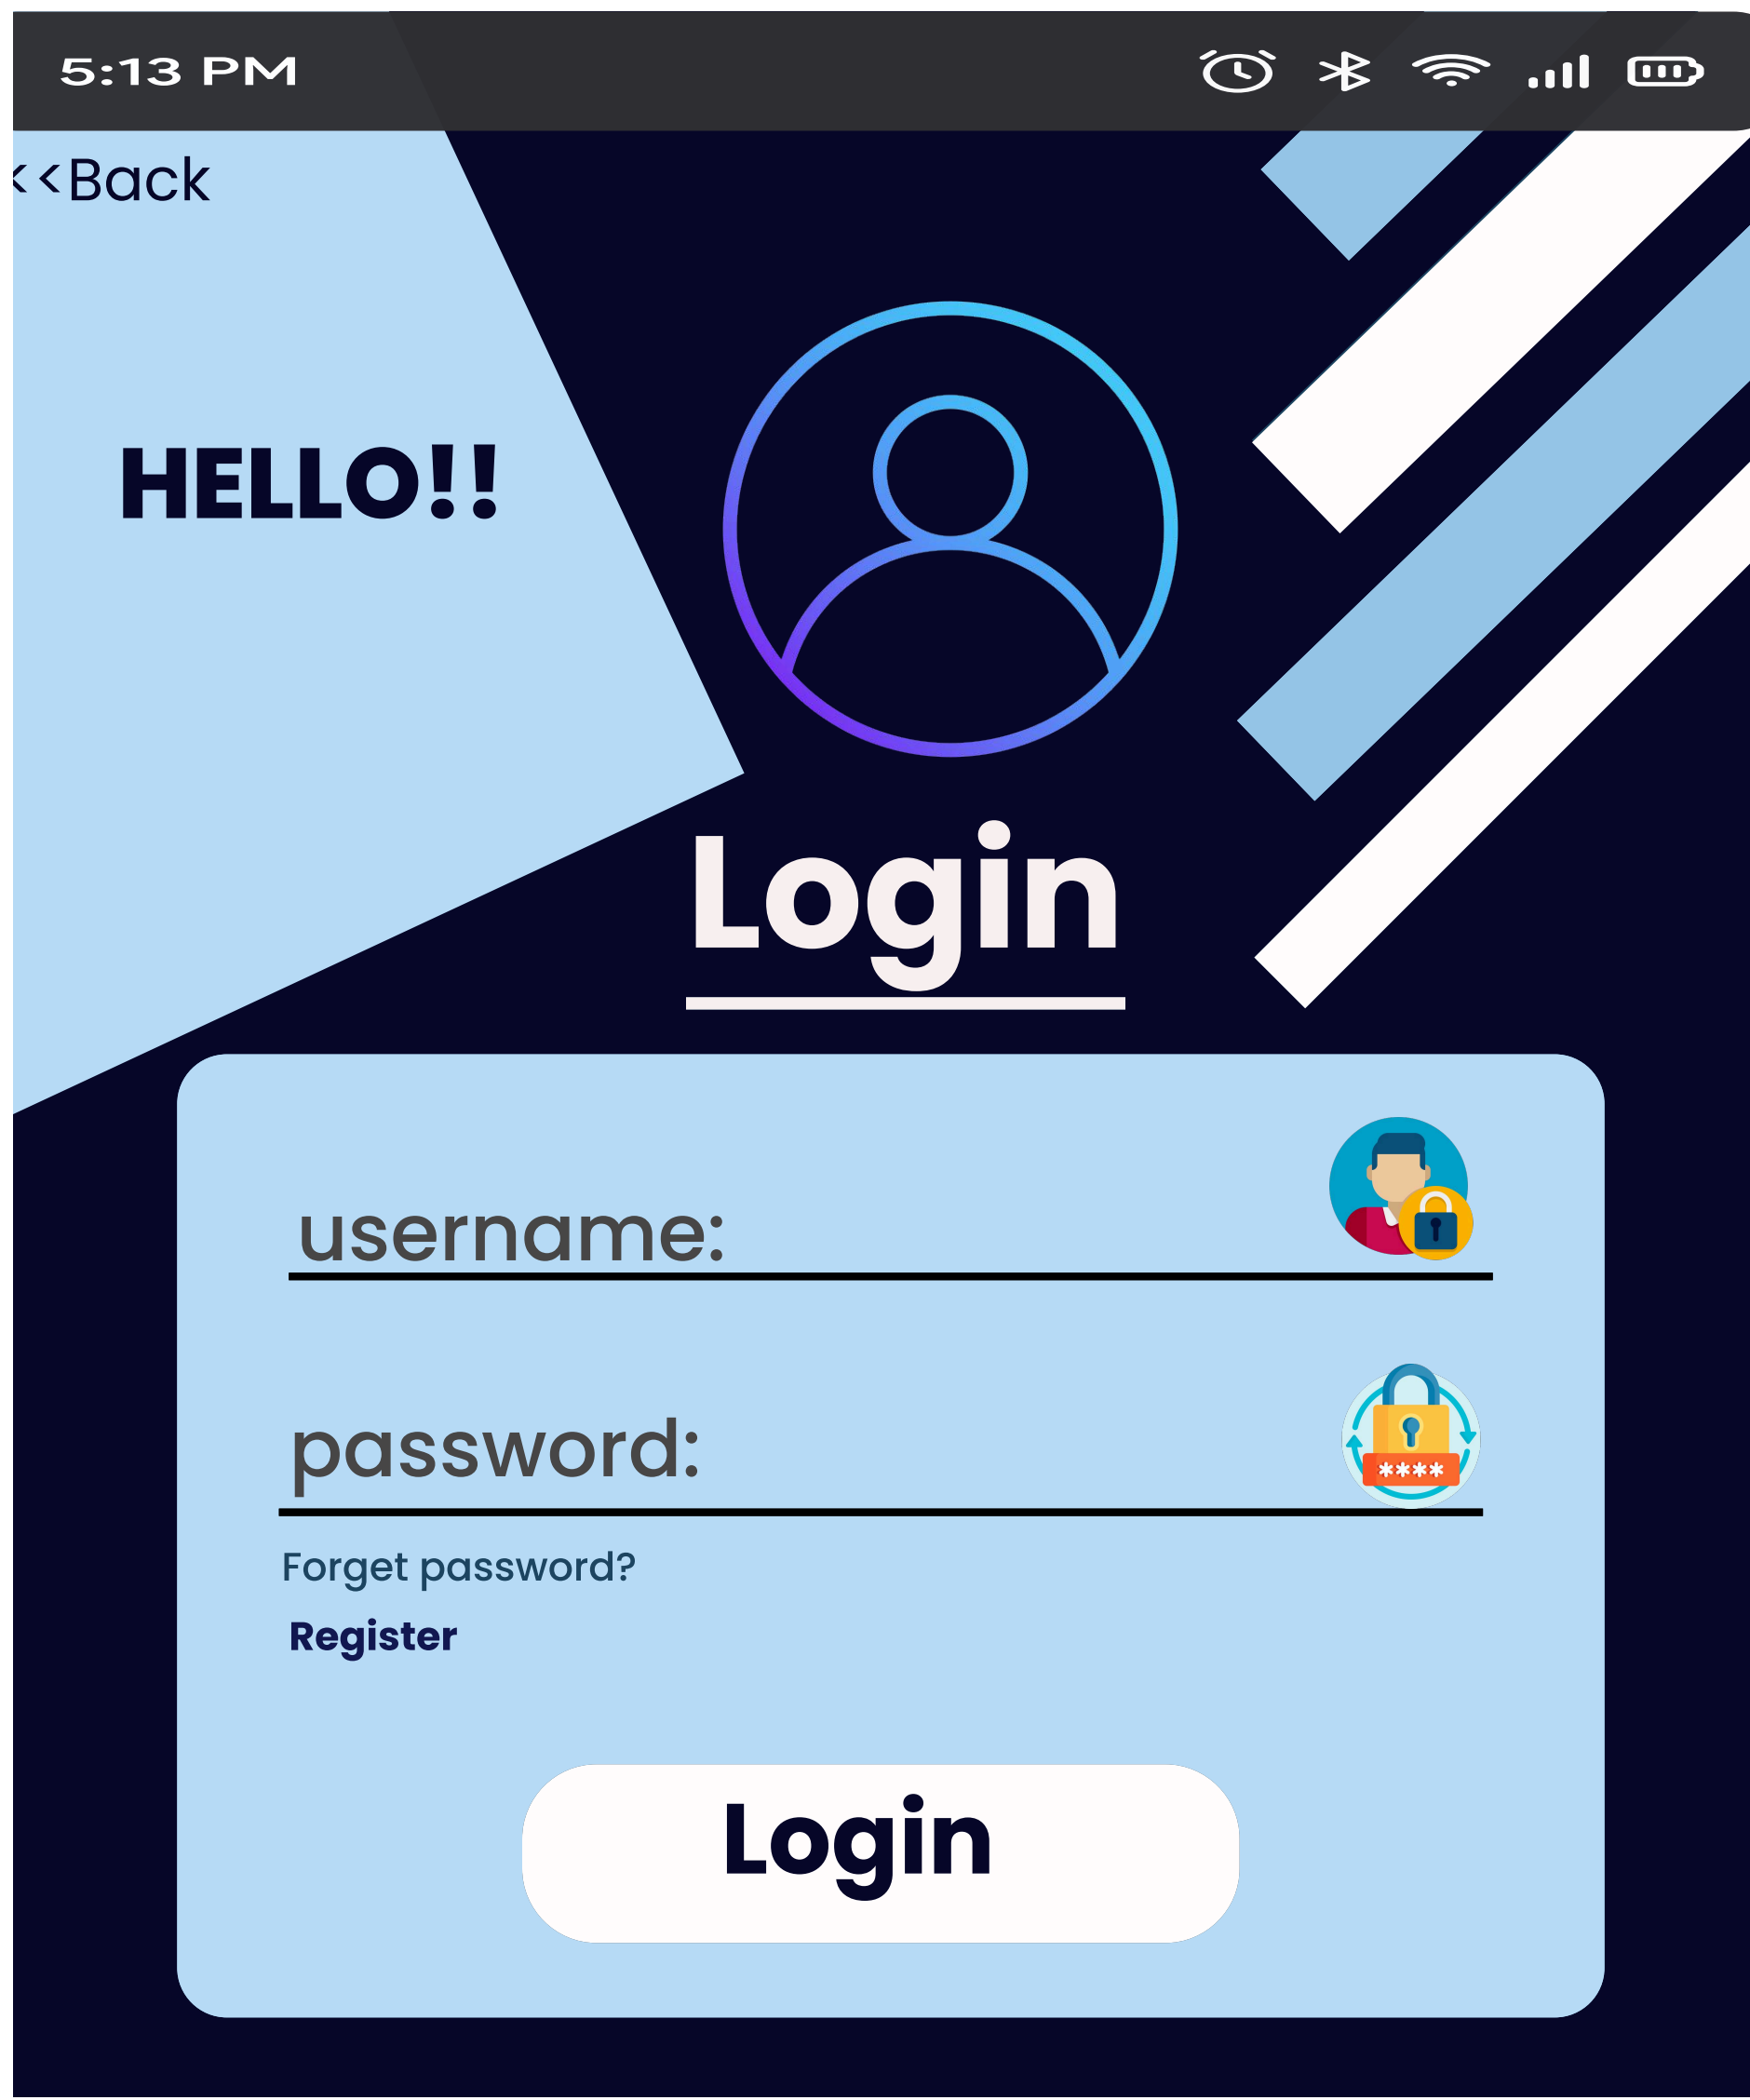 5:13 PM
<<Back
HELLO!!
Login
username:
password:
****
Forget password?
Register
Login